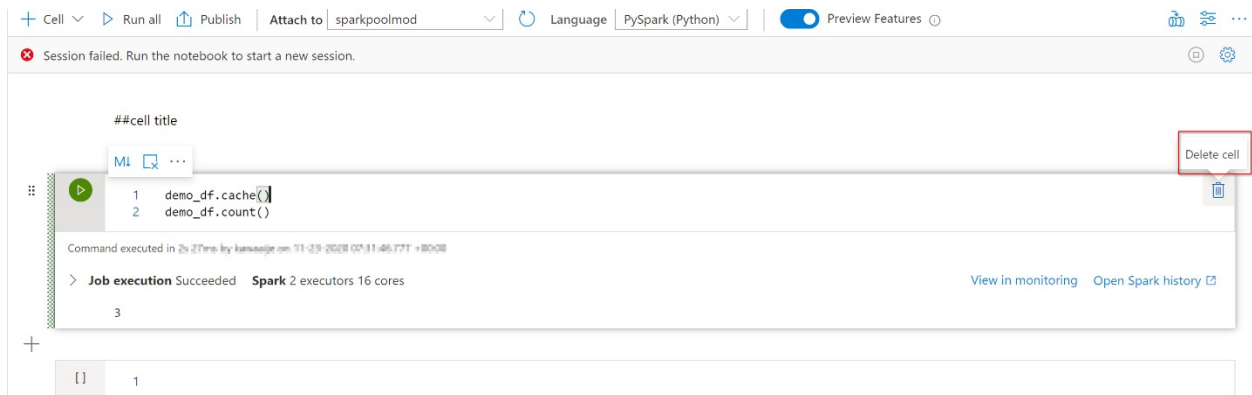 Cell Run all Publish Attach to sparkpoolmod Language PySpark (Python) Preview Features
Session failed. Run the notebook to start a new session.
##cell title
Delete cell
M↓ ...
1 demo_df.cache()
2 demo_df.count()
Command executed in
Job execution Succeeded Spark 2 executors 16 cores View in monitoring Open Spark history
3
[ ] 1